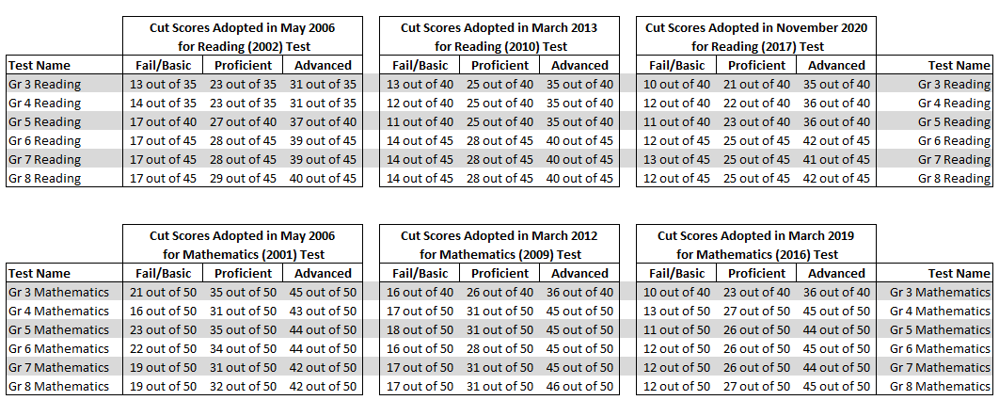 Cut Scores Adopted in May 2006 Cut Scores Adopted in March 2013 Cut Scores Adopted in November 2020
for Reading (2002) Test for Reading (2010) Test for Reading (2017) Test
Test Name Fail/Basic Proficient Advanced Fail/Basic Proficient Advanced Fail/Basic Proficient Advanced Test Name
Gr 3 Reading 13 out of 35 23 out of 35 31 out of 35 13 out of 40 25 out of 40 35 out of 40 10 out of 40 21 out of 40 35 out of 40 Gr 3 Reading
Gr 4 Reading 14 out of 35 23 out of 35 31 out of 35 12 out of 40 25 out of 40 35 out of 40 12 out of 40 22 out of 40 36 out of 40 Gr 4 Reading
Gr 5 Reading 17 out of 40 27 out of 40 37 out of 40 11 out of 40 25 out of 40 35 out of 40 11 out of 40 23 out of 40 36 out of 40 Gr 5 Reading
Gr 6 Reading 17 out of 45 28 out of 45 39 out of 45 14 out of 45 28 out of 45 40 out of 45 12 out of 45 25 out of 45 42 out of 45 Gr 6 Reading
Gr 7 Reading 17 out of 45 28 out of 45 39 out of 45 14 out of 45 28 out of 45 40 out of 45 13 out of 45 25 out of 45 41 out of 45 Gr 7 Reading
Gr 8 Reading 17 out of 45 29 out of 45 40 out of 45 14 out of 45 28 out of 45 40 out of 45 12 out of 45 25 out of 45 42 out of 45 Gr 8 Reading
Cut Scores Adopted in May 2006 Cut Scores Adopted in March 2012 Cut Scores Adopted in March 2019
for Mathematics (2001) Test for Mathematics (2009) Test for Mathematics (2016) Test
Test Name Fail/Basic Proficient Advanced Fail/Basic Proficient Advanced Fail/Basic Proficient Advanced Test Name
Gr 3 Mathematics 21 out of 50 35 out of 50 45 out of 50 16 out of 40 26 out of 40 36 out of 40 10 out of 40 23 out of 40 36 out of 40 Gr 3 Mathematics
Gr 4 Mathematics 16 out of 50 31 out of 50 43 out of 50 17 out of 50 31 out of 50 45 out of 50 13 out of 50 27 out of 50 45 out of 50 Gr 4 Mathematics
Gr 5 Mathematics 23 out of 50 35 out of 50 44 out of 50 18 out of 50 31 out of 50 45 out of 50 11 out of 50 26 out of 50 44 out of 50 Gr 5 Mathematics
Gr 6 Mathematics 22 out of 50 34 out of 50 44 out of 50 16 out of 50 28 out of 50 45 out of 50 12 out of 50 26 out of 50 45 out of 50 Gr 6 Mathematics
Gr 7 Mathematics 19 out of 50 31 out of 50 42 out of 50 17 out of 50 31 out of 50 45 out of 50 12 out of 50 26 out of 50 44 out of 50 Gr 7 Mathematics
Gr 8 Mathematics 19 out of 50 32 out of 50 42 out of 50 17 out of 50 31 out of 50 46 out of 50 12 out of 50 27 out of 50 45 out of 50 Gr 8 Mathematics